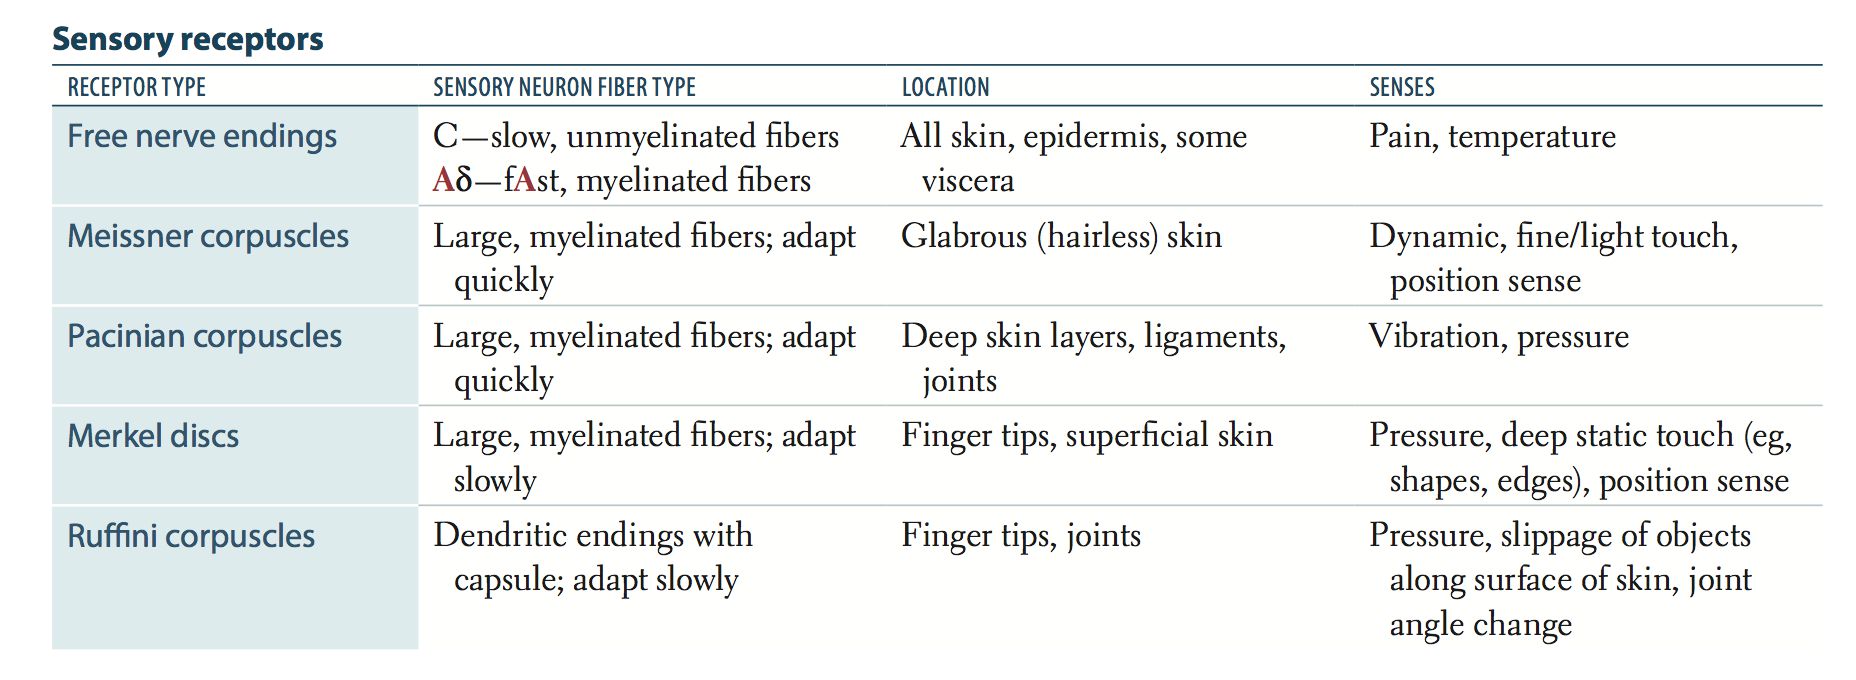 Sensory receptors
RECEPTOR TYPE SENSORY NEURON FIBER TYPE LOCATION SENSES
Free nerve endings C—slow, unmyelinated fibers All skin, epidermis, some Pain, temperature
Aδ—fAst, myelinated fibers viscera
Meissner corpuscles Large, myelinated fibers; adapt Glabrous (hairless) skin Dynamic, fine/light touch,
quickly position sense
Pacinian corpuscles Large, myelinated fibers; adapt Deep skin layers, ligaments, Vibration, pressure
quickly joints
Merkel discs Large, myelinated fibers; adapt Finger tips, superficial skin Pressure, deep static touch (eg,
slowly shapes, edges), position sense
Ruffini corpuscles Dendritic endings with Finger tips, joints Pressure, slippage of objects
capsule; adapt slowly along surface of skin, joint
angle change